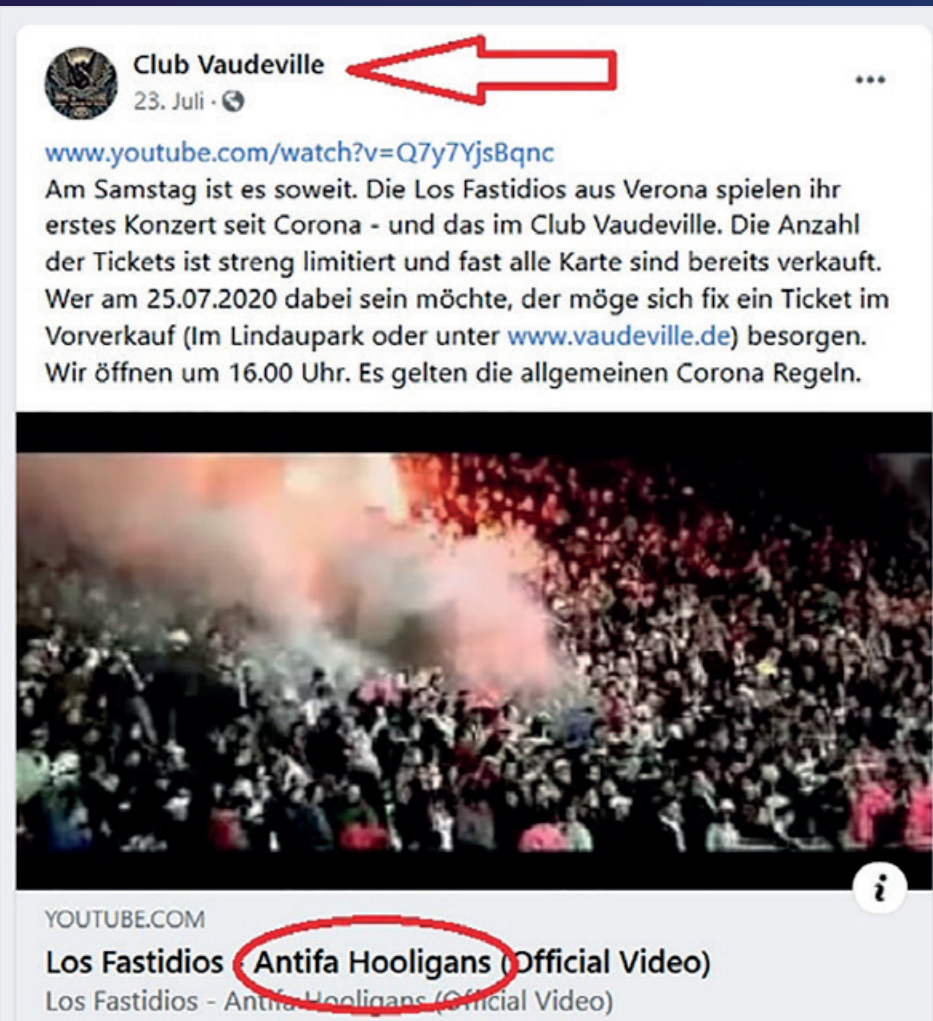 Club Vaudeville
23. Juli ·
www.youtube.com/watch?v=Q7y7YjsBqnc
Am Samstag ist es soweit. Die Los Fastidios aus Verona spielen ihr
erstes Konzert seit Corona - und das im Club Vaudeville. Die Anzahl
der Tickets ist streng limitiert und fast alle Karte sind bereits verkauft.
Wer am 25.07.2020 dabei sein möchte, der möge sich fix ein Ticket im
Vorverkauf (Im Lindaupark oder unter www.vaudeville.de) besorgen.
Wir öffnen um 16.00 Uhr. Es gelten die allgemeinen Corona Regeln.
i
YOUTUBE.COM
Los Fastidios - Antifa Hooligans (Official Video)
Los Fastidios - Antifa Hooligans (Official Video)